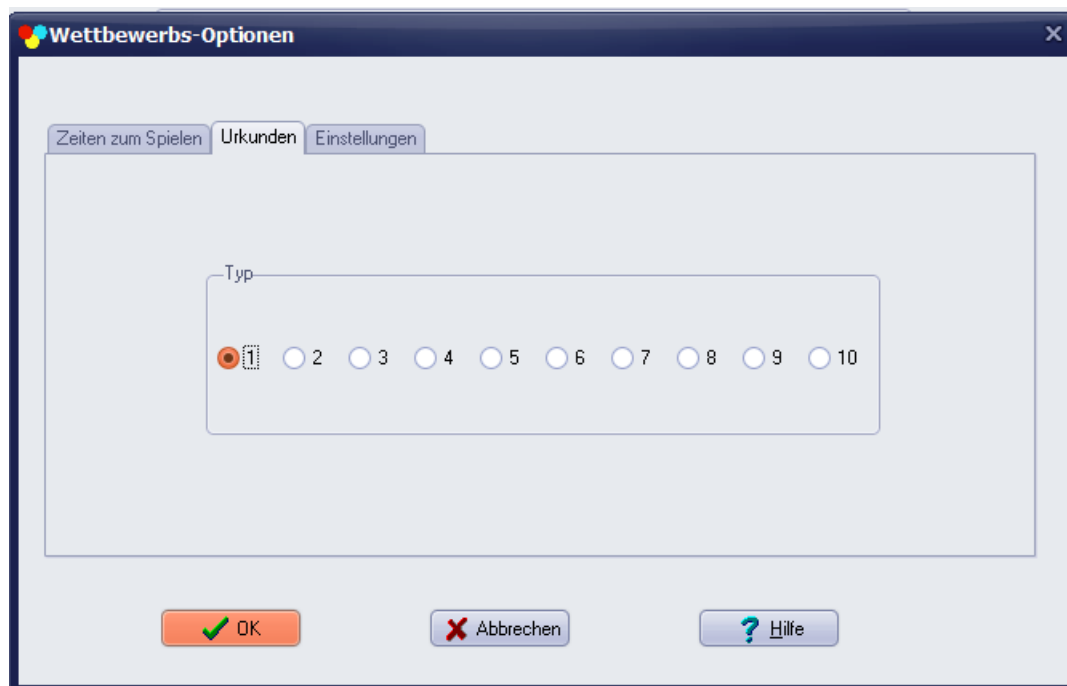 Wettbewerbs-Optionen
Zeiten zum Spielen Urkunden Einstellungen
Typ
1 2 3 4 5 6 7 8 9 10
OK Abbrechen Hilfe